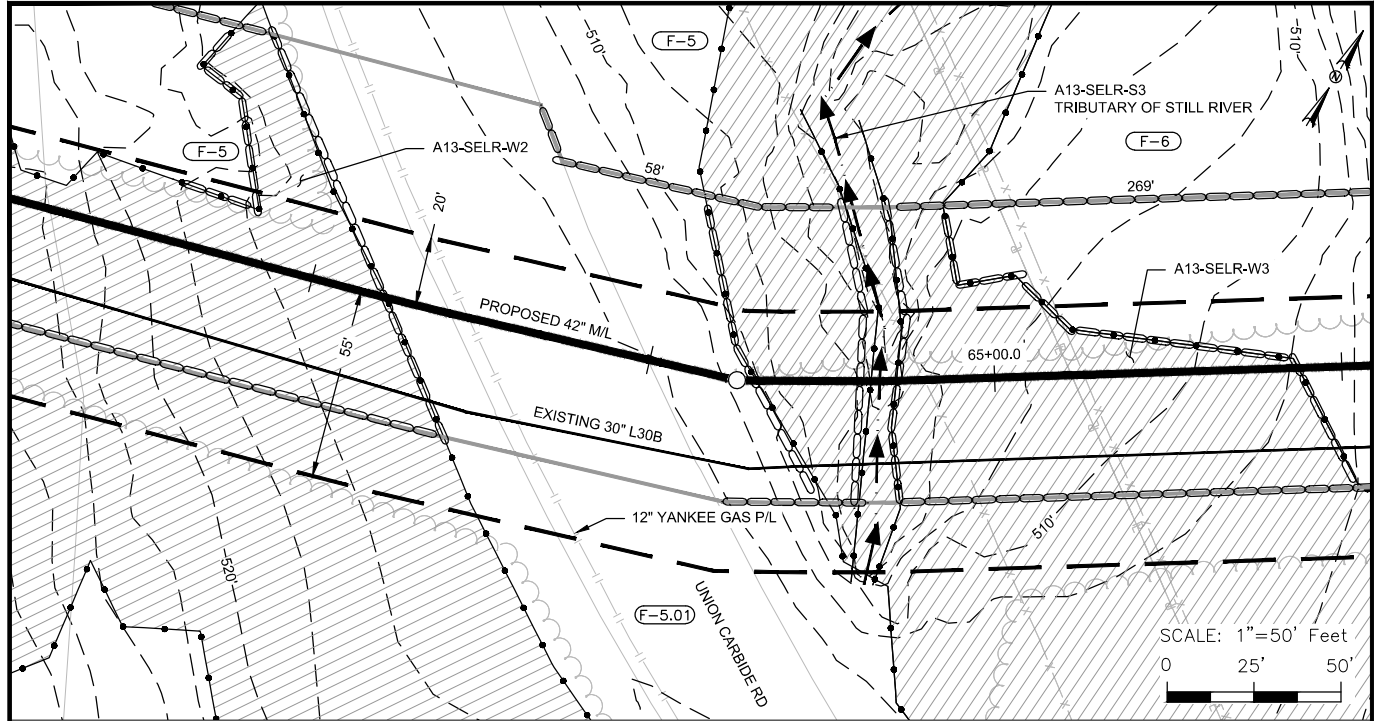 510'
F-5
510'
N
A13-SELR-S3
TRIBUTARY OF STILL RIVER
F-6
F-5
A13-SELR-W2
58'
269'
20'
A13-SELR-W3
PROPOSED 42" M/L
55'
65+00.0
EXISTING 30" L30B
12" YANKEE GAS P/L
510'
520'
F-5.01
UNION CARBIDE RD
SCALE: 1"=50' Feet
0 25' 50'